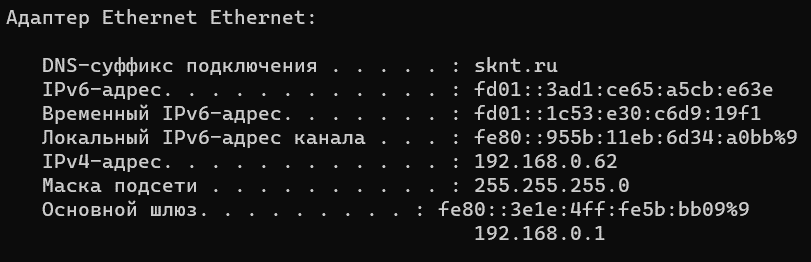 Адаптер Ethernet Ethernet:
DNS-суффикс подключения . . . . . : sknt.ru
IPv6-адрес. . . . . . . . . . . . : fd01::3ad1:ce65:a5cb:e63e
Временный IPv6-адрес. . . . . . . : fd01::1c53:e30:c6d9:19f1
Локальный IPv6-адрес канала . . . : fe80::955b:11eb:6d34:a0bb%9
IPv4-адрес. . . . . . . . . . . . : 192.168.0.62
Маска подсети . . . . . . . . . . : 255.255.255.0
Основной шлюз. . . . . . . . . : fe80::3e1e:4ff:fe5b:bb09%9
192.168.0.1